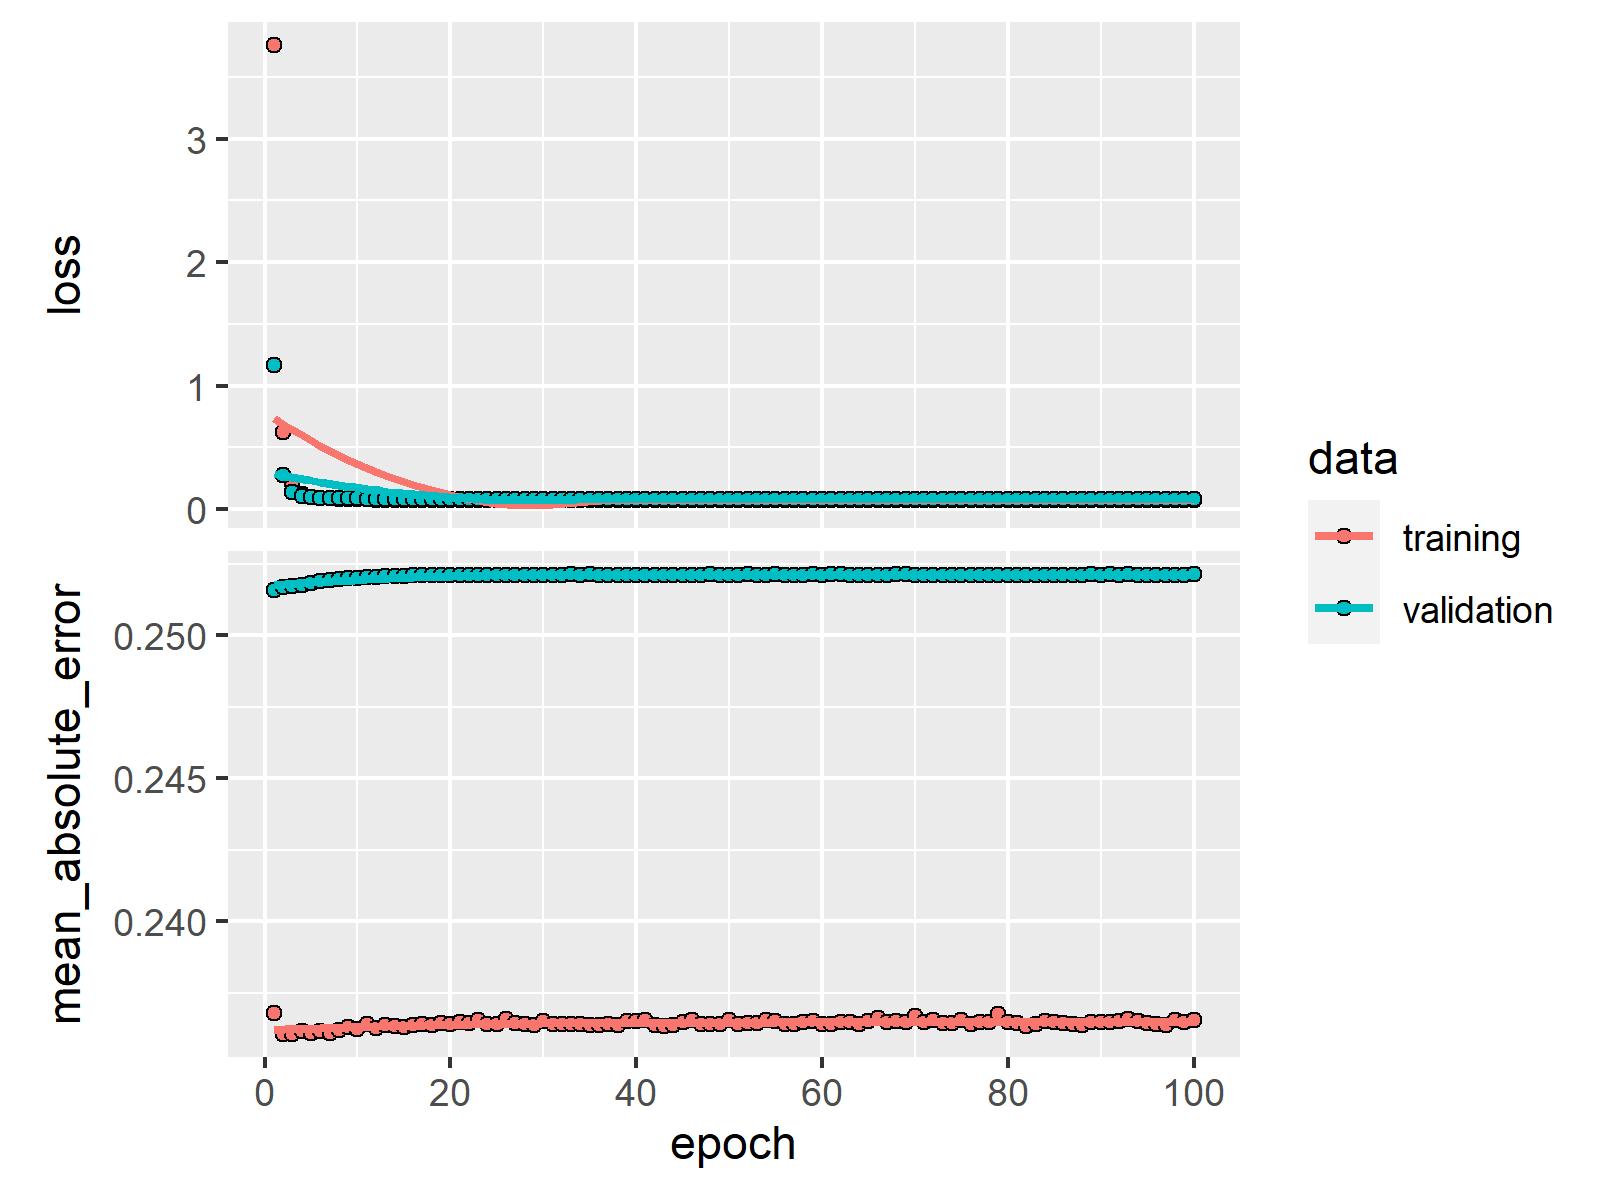 loss
3
2
1
0
mean_absolute_error
0.250
0.245
0.240
0 20 40 60 80 100
epoch
data
training
validation